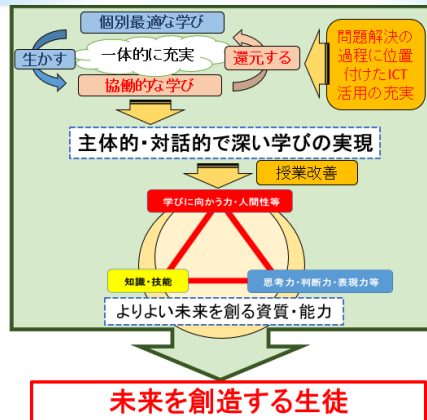 個別最適な学び
生かす
一体的に充実
還元する
協働的な学び
問題解決の
過程に位置
付けたICT
活用の充実
主体的・対話的で深い学びの実現
授業改善
学びに向かう力・人間性等
知識・技能
思考力・判断力・表現力等
よりよい未来を創る資質・能力
未来を創造する生徒